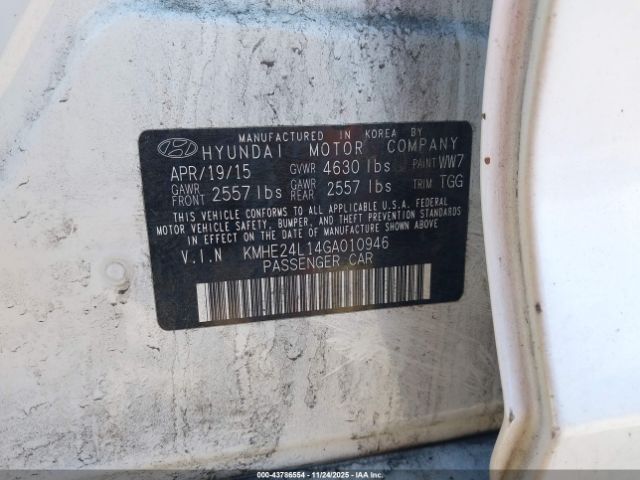 MANUFACTURED IN KOREA BY
HYUNDAI MOTOR COMPANY
APR/19/15 GVWR 4630 lbs PAINT WW7
GAWR FRONT 2557 lbs GAWR REAR 2557 lbs TRIM TGG
THIS VEHICLE CONFORMS TO ALL APPLICABLE U.S.A. FEDERAL
MOTOR VEHICLE SAFETY, BUMPER, AND THEFT PREVENTION STANDARDS
IN EFFECT ON THE DATE OF MANUFACTURE SHOWN ABOVE.
V.I.N KMHE24L14GA010946
PASSENGER CAR
000-43786554 - 11/24/2025 - IAAI.COM